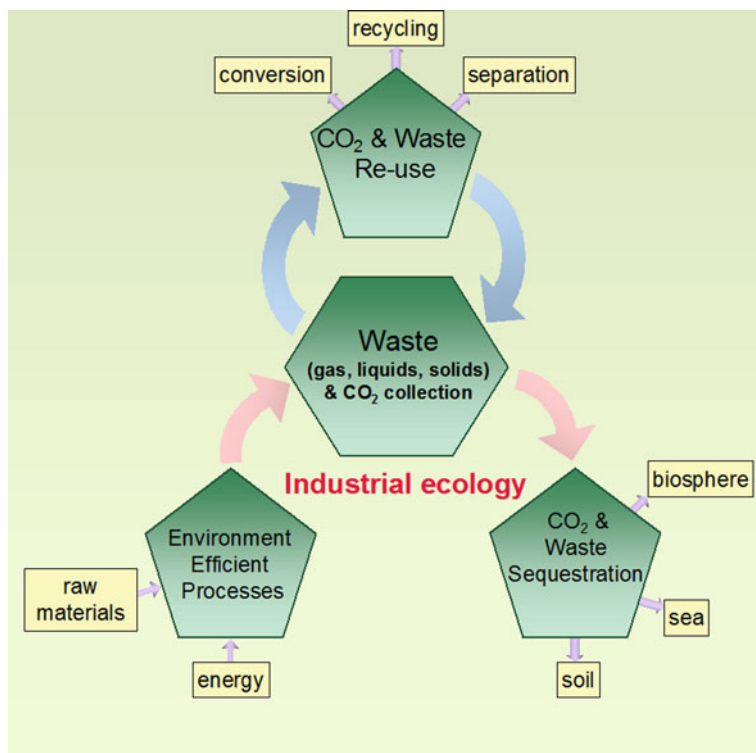 recycling
conversion
separation
CO₂ & Waste
Re-use
Waste
(gas, liquids, solids)
& CO₂ collection
Industrial ecology
Environment
Efficient
Processes
raw
materials
energy
CO₂ &
Waste
Sequestration
biosphere
sea
soil